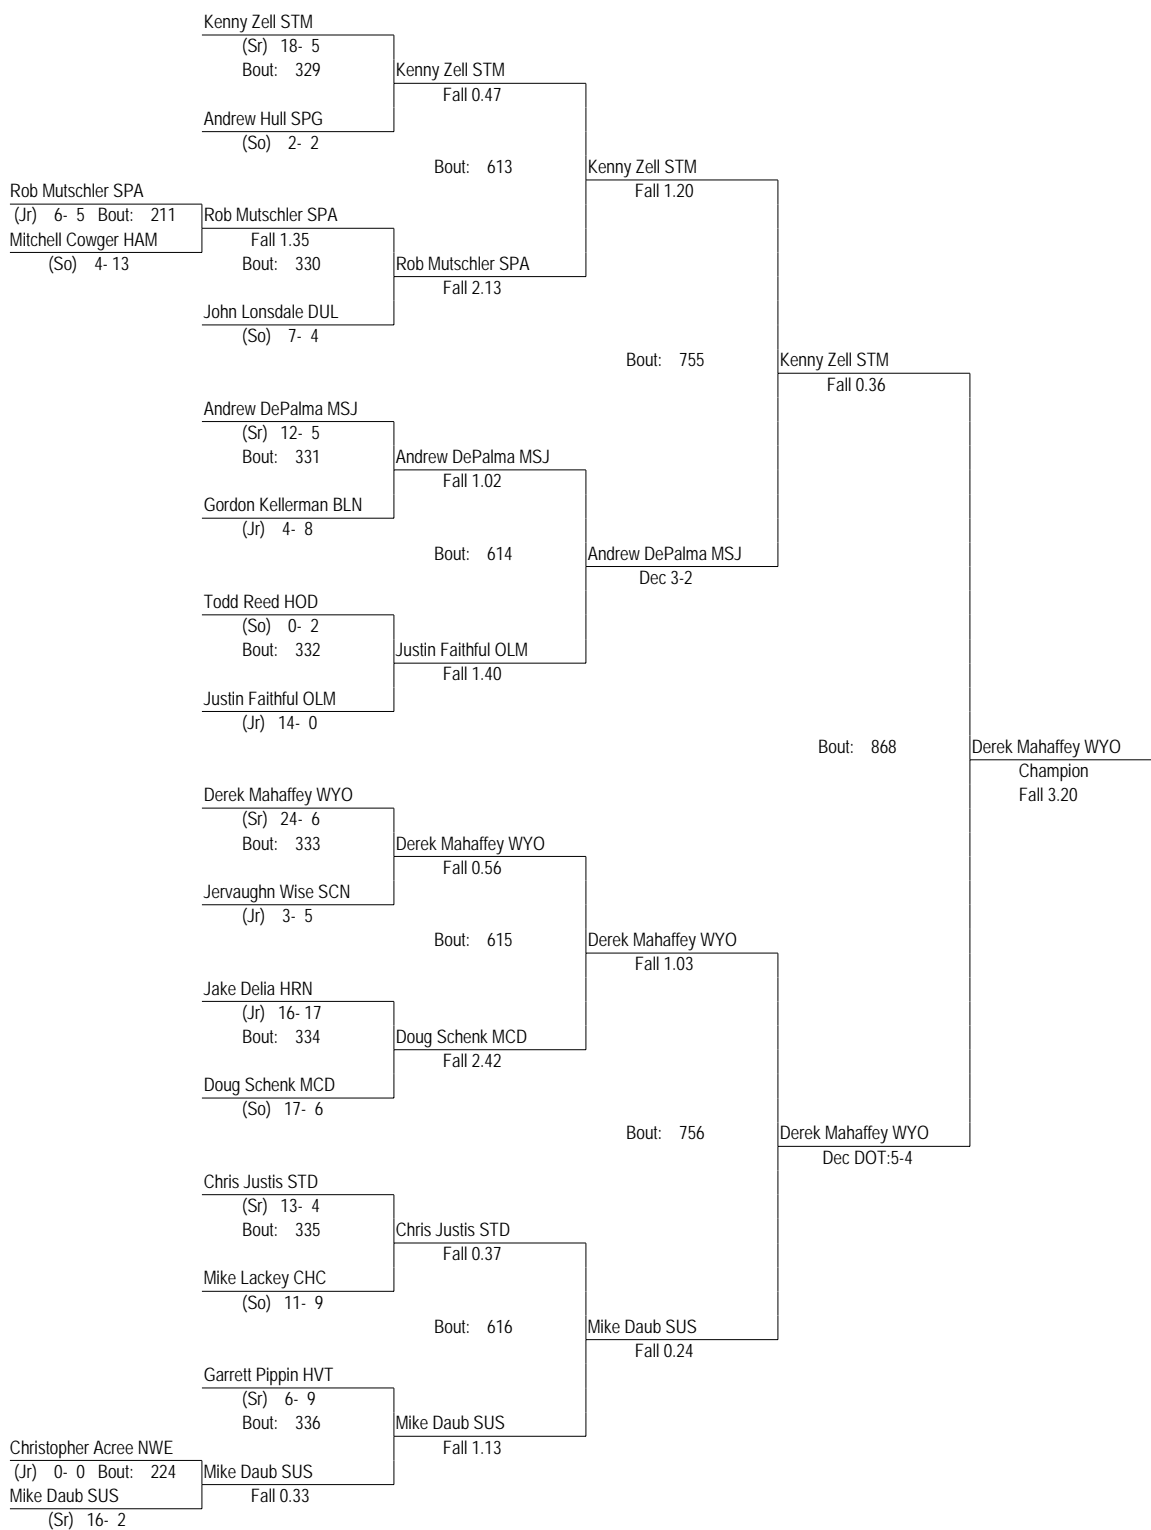 Kenny Zell STM
(Sr) 18- 5
Bout: 329
Kenny Zell STM
Fall 0.47
Andrew Hull SPG
(So) 2- 2
Bout: 613
Kenny Zell STM
Fall 1.20
Rob Mutschler SPA
(Jr) 6- 5 Bout: 211
Rob Mutschler SPA
Mitchell Cowger HAM
Fall 1.35
(So) 4- 13
Bout: 330
Rob Mutschler SPA
Fall 2.13
John Lonsdale DUL
(So) 7- 4
Bout: 755
Kenny Zell STM
Fall 0.36
Andrew DePalma MSJ
(Sr) 12- 5
Bout: 331
Andrew DePalma MSJ
Fall 1.02
Gordon Kellerman BLN
(Jr) 4- 8
Bout: 614
Andrew DePalma MSJ
Dec 3-2
Todd Reed HOD
(So) 0- 2
Bout: 332
Justin Faithful OLM
Fall 1.40
Justin Faithful OLM
(Jr) 14- 0
Bout: 868
Derek Mahaffey WYO
Champion
Fall 3.20
Derek Mahaffey WYO
(Sr) 24- 6
Bout: 333
Derek Mahaffey WYO
Fall 0.56
Jervaughn Wise SCN
(Jr) 3- 5
Bout: 615
Derek Mahaffey WYO
Fall 1.03
Jake Delia HRN
(Jr) 16- 17
Bout: 334
Doug Schenk MCD
Fall 2.42
Doug Schenk MCD
(So) 17- 6
Bout: 756
Derek Mahaffey WYO
Dec DOT:5-4
Chris Justis STD
(Sr) 13- 4
Bout: 335
Chris Justis STD
Fall 0.37
Mike Lackey CHC
(So) 11- 9
Bout: 616
Mike Daub SUS
Fall 0.24
Garrett Pippin HVT
(Sr) 6- 9
Bout: 336
Mike Daub SUS
Fall 1.13
Christopher Acree NWE
(Jr) 0- 0 Bout: 224
Mike Daub SUS
Mike Daub SUS
Fall 0.33
(Sr) 16- 2